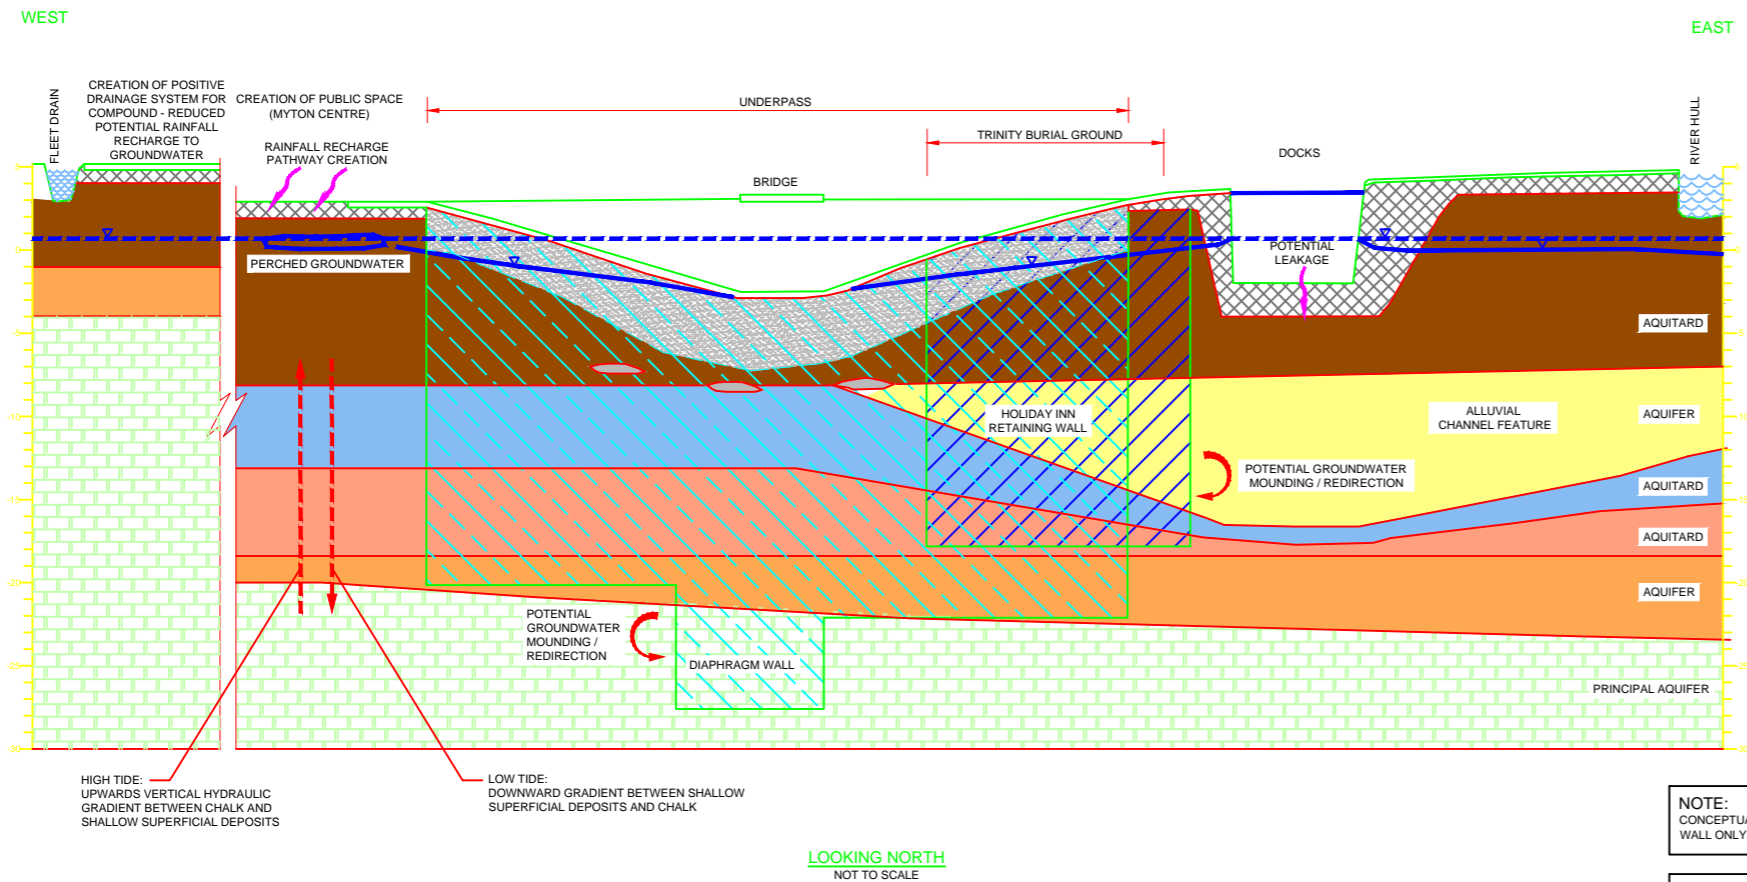 WEST
EAST
FLEET DRAIN
CREATION OF POSITIVE
DRAINAGE SYSTEM FOR
COMPOUND - REDUCED
POTENTIAL RAINFALL
RECHARGE TO
GROUNDWATER
CREATION OF PUBLIC SPACE
(MYTON CENTRE)
RAINFALL RECHARGE
PATHWAY CREATION
UNDERPASS
TRINITY BURIAL GROUND
BRIDGE
DOCKS
RIVER HULL
PERCHED GROUNDWATER
POTENTIAL
LEAKAGE
AQUITARD
HOLIDAY INN
RETAINING WALL
ALLUVIAL
CHANNEL FEATURE
AQUIFER
POTENTIAL GROUNDWATER
MOUNDING / REDIRECTION
AQUITARD
AQUITARD
AQUIFER
POTENTIAL
GROUNDWATER
MOUNDING /
REDIRECTION
DIAPHRAGM WALL
PRINCIPAL AQUIFER
HIGH TIDE:
UPWARDS VERTICAL HYDRAULIC
GRADIENT BETWEEN CHALK AND
SHALLOW SUPERFICIAL DEPOSITS
LOW TIDE:
DOWNWARD GRADIENT BETWEEN SHALLOW
SUPERFICIAL DEPOSITS AND CHALK
NOTE:
WALL ONLY
LOOKING NORTH
NOT TO SCALE